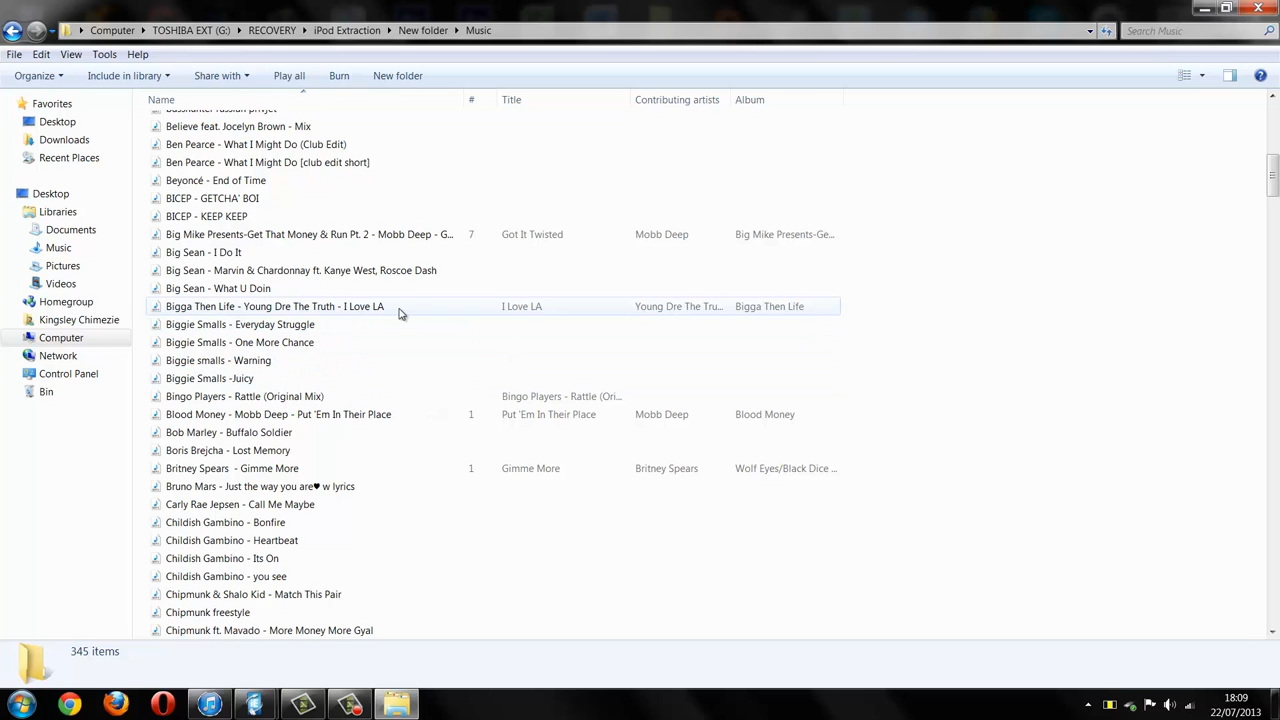 Computer ▸ TOSHIBA EXT (G:) ▸ RECOVERY ▸ iPod Extraction ▸ New folder ▸ Music
Search Music
File Edit View Tools Help
Organize Include in library Share with Play all Burn New folder
Name # Title Contributing artists Album
Favorites
Desktop
Downloads
Recent Places
Desktop
Libraries
Documents
Music
Pictures
Videos
Homegroup
Kingsley Chimezie
Computer
Network
Control Panel
Bin
Believe feat. Jocelyn Brown - Mix
Ben Pearce - What I Might Do (Club Edit)
Ben Pearce - What I Might Do [club edit short]
Beyoncé - End of Time
BICEP - GETCHA' BOI
BICEP - KEEP KEEP
Big Mike Presents-Get That Money & Run Pt. 2 - Mobb Deep - G... 7 Got It Twisted Mobb Deep Big Mike Presents-Ge...
Big Sean - I Do It
Big Sean - Marvin & Chardonnay ft. Kanye West, Roscoe Dash
Big Sean - What U Doin
Bigga Then Life - Young Dre The Truth - I Love LA I Love LA Young Dre The Tru... Bigga Then Life
Biggie Smalls - Everyday Struggle
Biggie Smalls - One More Chance
Biggie smalls - Warning
Biggie Smalls -Juicy
Bingo Players - Rattle (Original Mix) Bingo Players - Rattle (Ori...
Blood Money - Mobb Deep - Put 'Em In Their Place 1 Put 'Em In Their Place Mobb Deep Blood Money
Bob Marley - Buffalo Soldier
Boris Brejcha - Lost Memory
Britney Spears  - Gimme More 1 Gimme More Britney Spears Wolf Eyes/Black Dice ...
Bruno Mars - Just the way you are♥ w lyrics
Carly Rae Jepsen - Call Me Maybe
Childish Gambino - Bonfire
Childish Gambino - Heartbeat
Childish Gambino - Its On
Childish Gambino - you see
Chipmunk & Shalo Kid - Match This Pair
Chipmunk freestyle
Chipmunk ft. Mavado - More Money More Gyal
345 items
18:09
22/07/2013